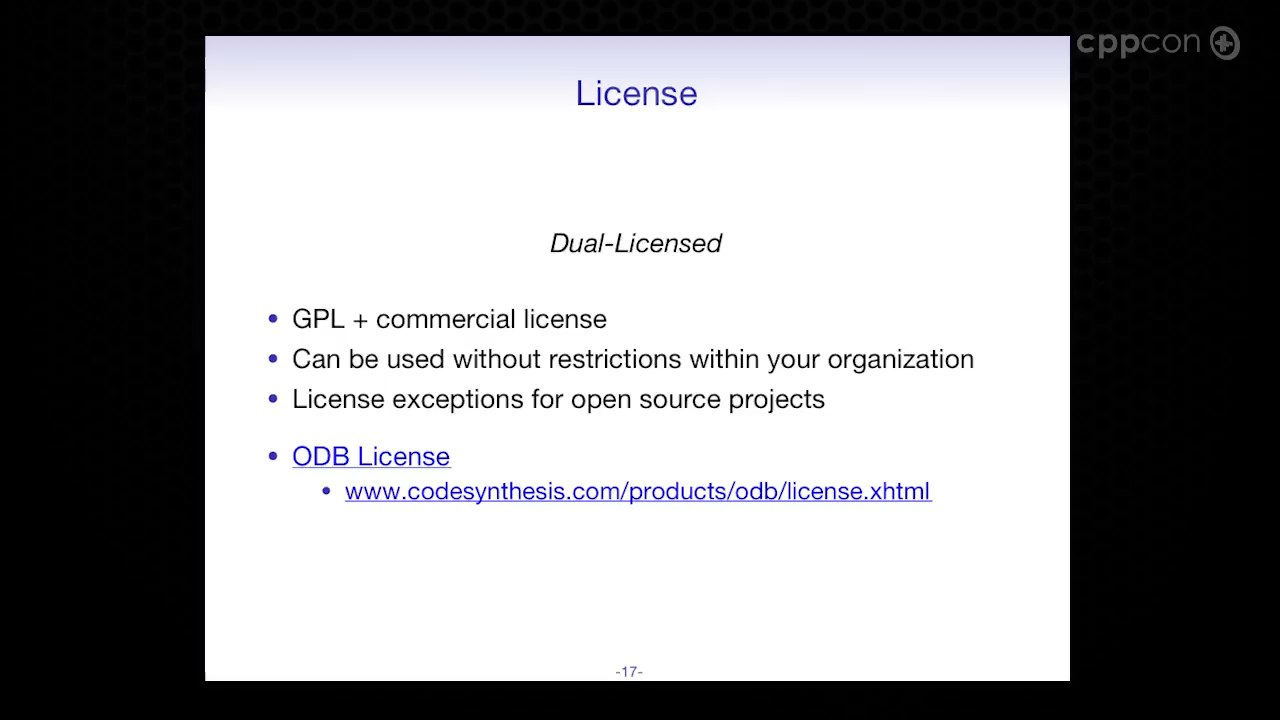 cppcon
License
Dual-Licensed
• GPL + commercial license
• Can be used without restrictions within your organization
• License exceptions for open source projects
• ODB License
• www.codesynthesis.com/products/odb/license.xhtml
-17-